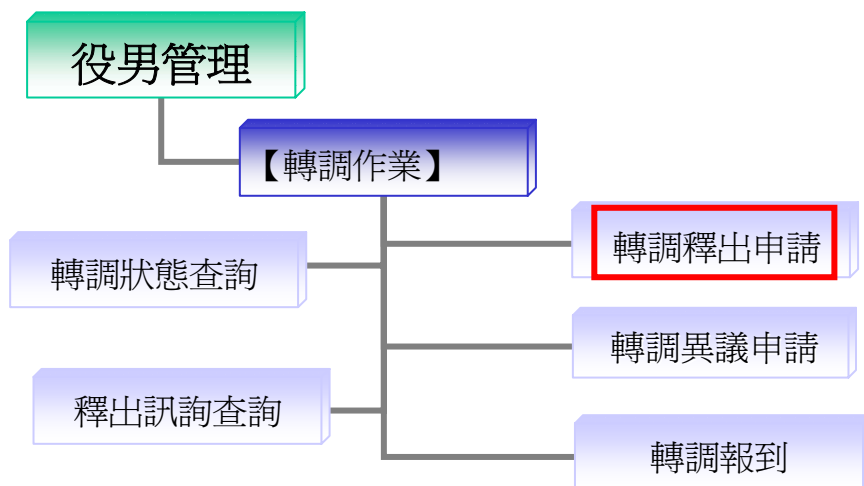 役男管理
【轉調作業】
轉調釋出申請
轉調狀態查詢
轉調異議申請
釋出訊詢查詢
轉調報到